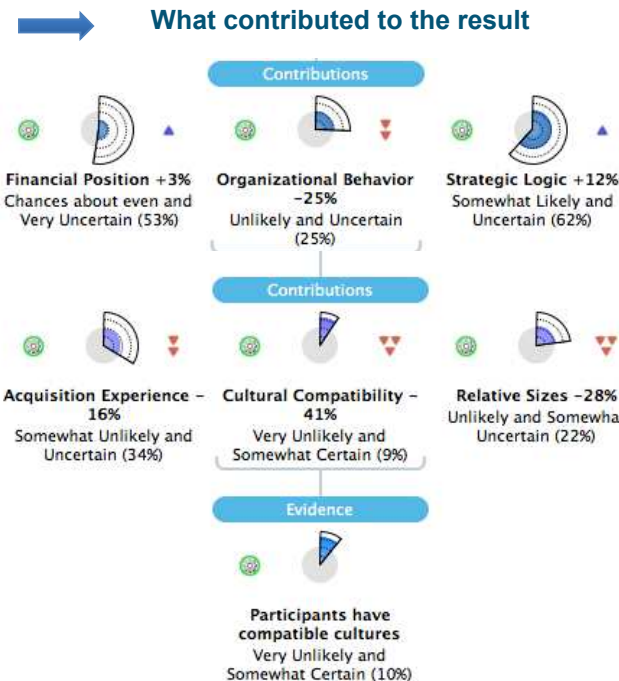 What contributed to the result
Contributions
Financial Position +3%
Chances about even and
Very Uncertain (53%)
Organizational Behavior
-25%
Unlikely and Uncertain
(25%)
Strategic Logic +12%
Somewhat Likely and
Uncertain (62%)
Contributions
Acquisition Experience -
16%
Somewhat Unlikely and
Uncertain (34%)
Cultural Compatibility -
41%
Very Unlikely and
Somewhat Certain (9%)
Relative Sizes -28%
Unlikely and Somewha
Uncertain (22%)
Evidence
Participants have
compatible cultures
Very Unlikely and
Somewhat Certain (10%)